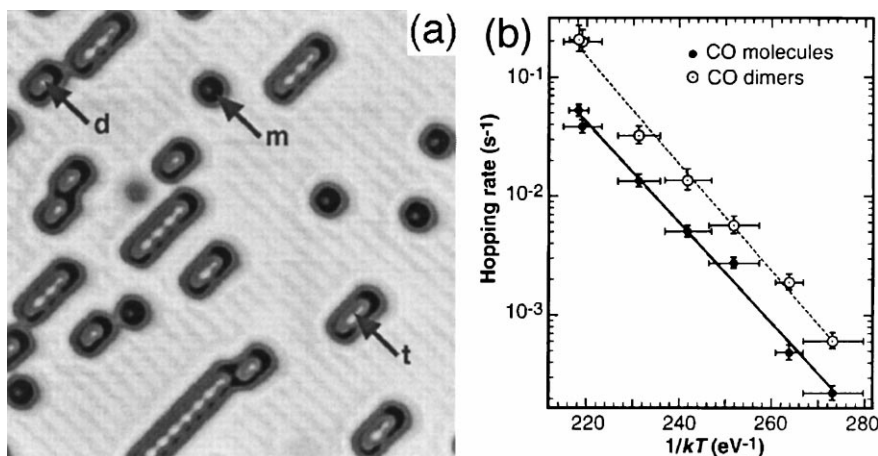 (a)
d
m
t
(b)
CO molecules
CO dimers
Hopping rate (s-1)
10-1
10-2
10-3
220 240 260 280
1/kT (eV-1)